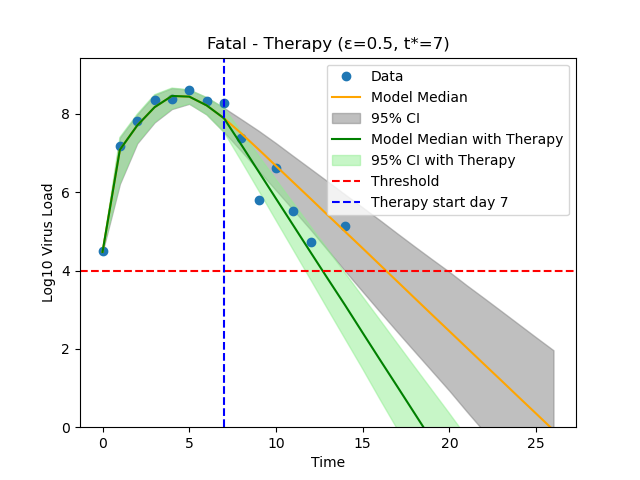 Fatal - Therapy (ε=0.5, t*=7)
Data
Model Median
95% CI
Model Median with Therapy
95% CI with Therapy
Threshold
Therapy start day 7
Log10 Virus Load
8
6
4
2
0
0 5 10 15 20 25
Time